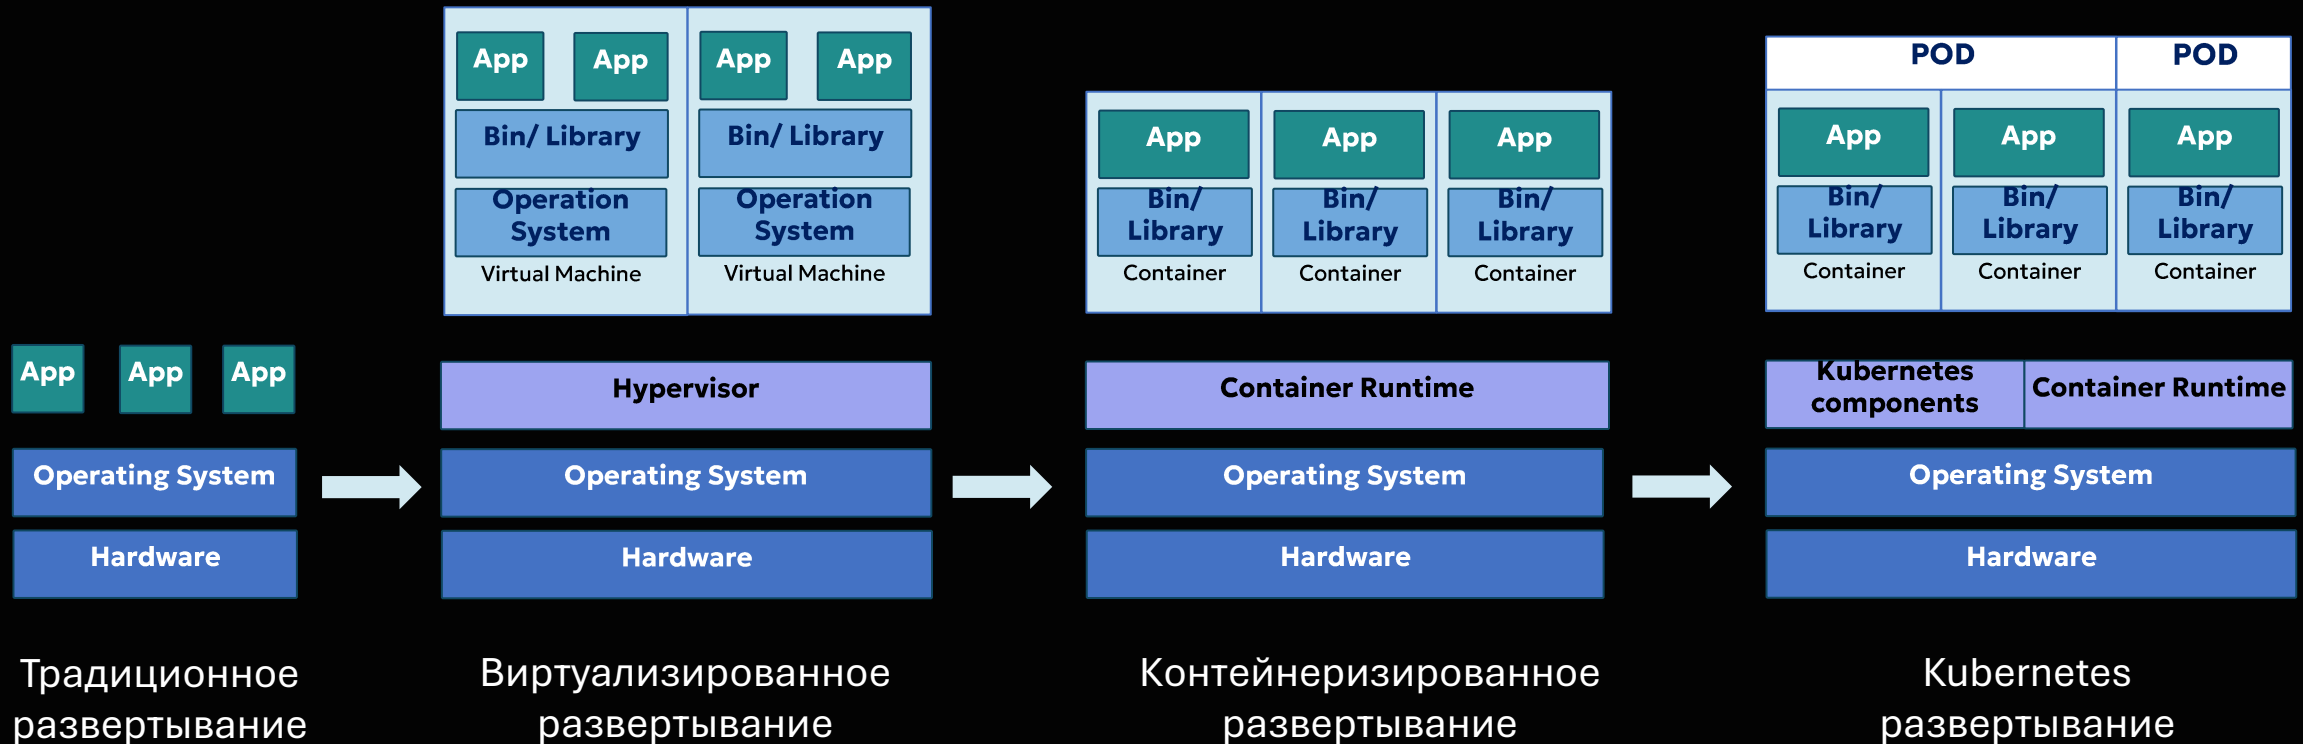 App
App
App
Operating System
Hardware
Традиционное
развертывание
App
App
App
App
Bin/ Library
Bin/ Library
Operation
System
Operation
System
Virtual Machine
Virtual Machine
Hypervisor
Operating System
Hardware
Виртуализированное
развертывание
App
App
App
Bin/
Library
Bin/
Library
Bin/
Library
Container
Container
Container
Container Runtime
Operating System
Hardware
Контейнеризированное
развертывание
POD
POD
App
App
App
Bin/
Library
Bin/
Library
Bin/
Library
Container
Container
Container
Kubernetes
components
Container Runtime
Operating System
Hardware
Kubernetes
развертывание